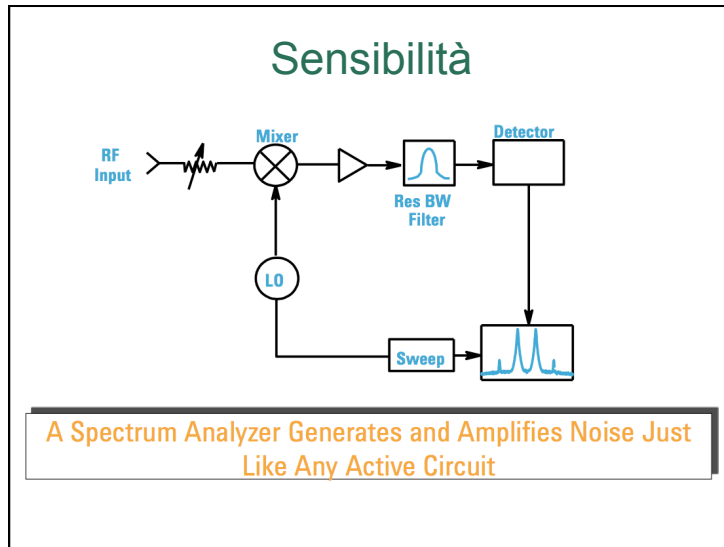 Sensibilità
Mixer
Detector
RF
Input
Res BW
Filter
LO
Sweep
A Spectrum Analyzer Generates and Amplifies Noise Just
Like Any Active Circuit